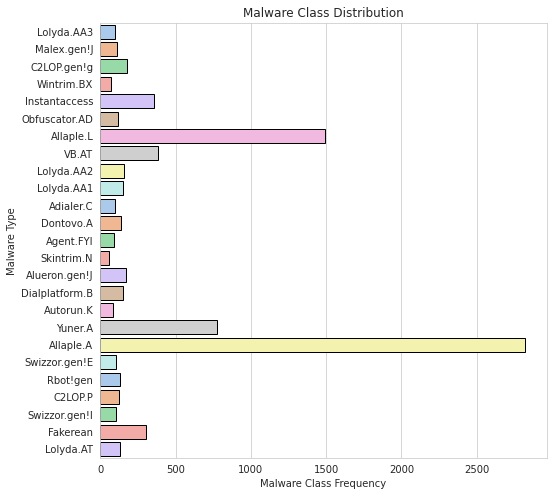 Malware Class Distribution
Lolyda.AA3
Malex.gen!J
C2LOP.gen!g
Wintrim.BX
Instantaccess
Obfuscator.AD
Allaple.L
VB.AT
Lolyda.AA2
Lolyda.AA1
Adialer.C
Dontovo.A
Agent.FYI
Skintrim.N
Alueron.gen!J
Dialplatform.B
Autorun.K
Yuner.A
Allaple.A
Swizzor.gen!E
Rbot!gen
C2LOP.P
Swizzor.gen!I
Fakerean
Lolyda.AT
Malware Type
0 500 1000 1500 2000 2500
Malware Class Frequency